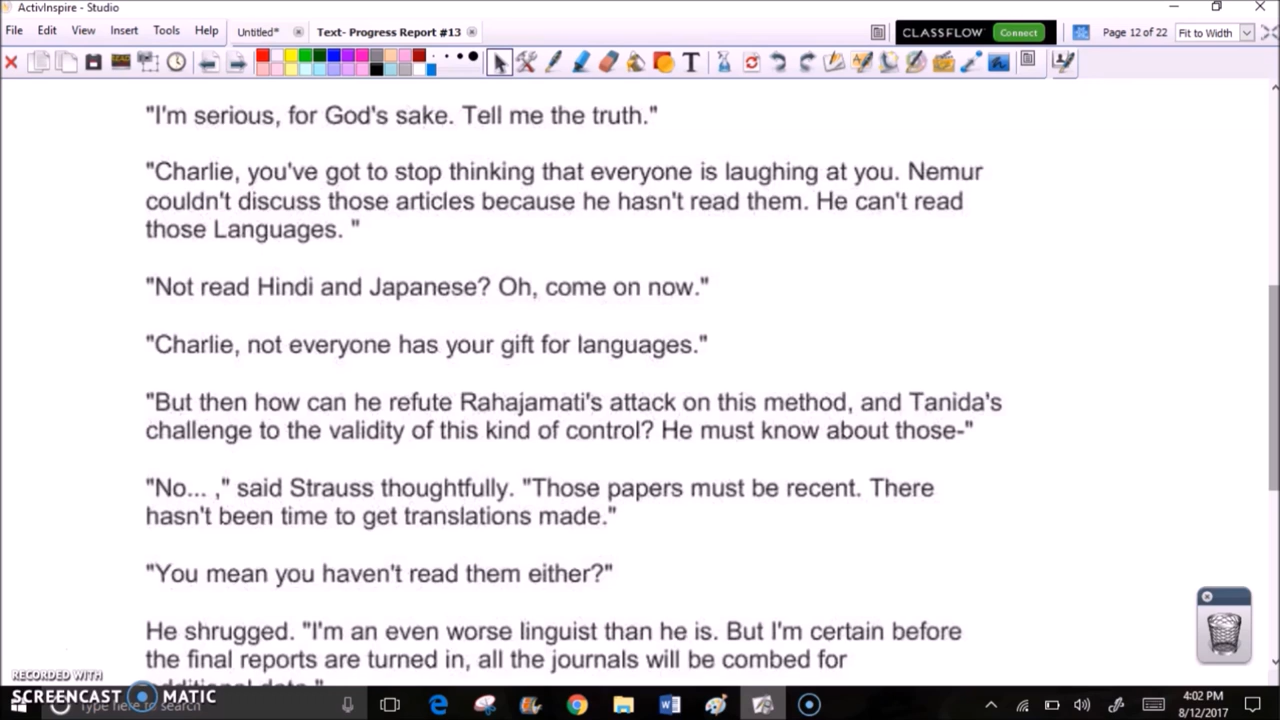 ActivInspire - Studio
File Edit View Insert Tools Help Untitled* Text- Progress Report #13 CLASSFLOW Connect Page 12 of 22 Fit to Width
"I'm serious, for God's sake. Tell me the truth."
"Charlie, you've got to stop thinking that everyone is laughing at you. Nemur
couldn't discuss those articles because he hasn't read them. He can't read
those Languages. "
"Not read Hindi and Japanese? Oh, come on now."
"Charlie, not everyone has your gift for languages."
"But then how can he refute Rahajamati's attack on this method, and Tanida's
challenge to the validity of this kind of control? He must know about those-"
"No... ," said Strauss thoughtfully. "Those papers must be recent. There
hasn't been time to get translations made."
"You mean you haven't read them either?"
He shrugged. "I'm an even worse linguist than he is. But I'm certain before
the final reports are turned in, all the journals will be combed for
additional data."
RECORDED WITH
SCREENCAST MATIC
Type here to search
4:02 PM
8/12/2017